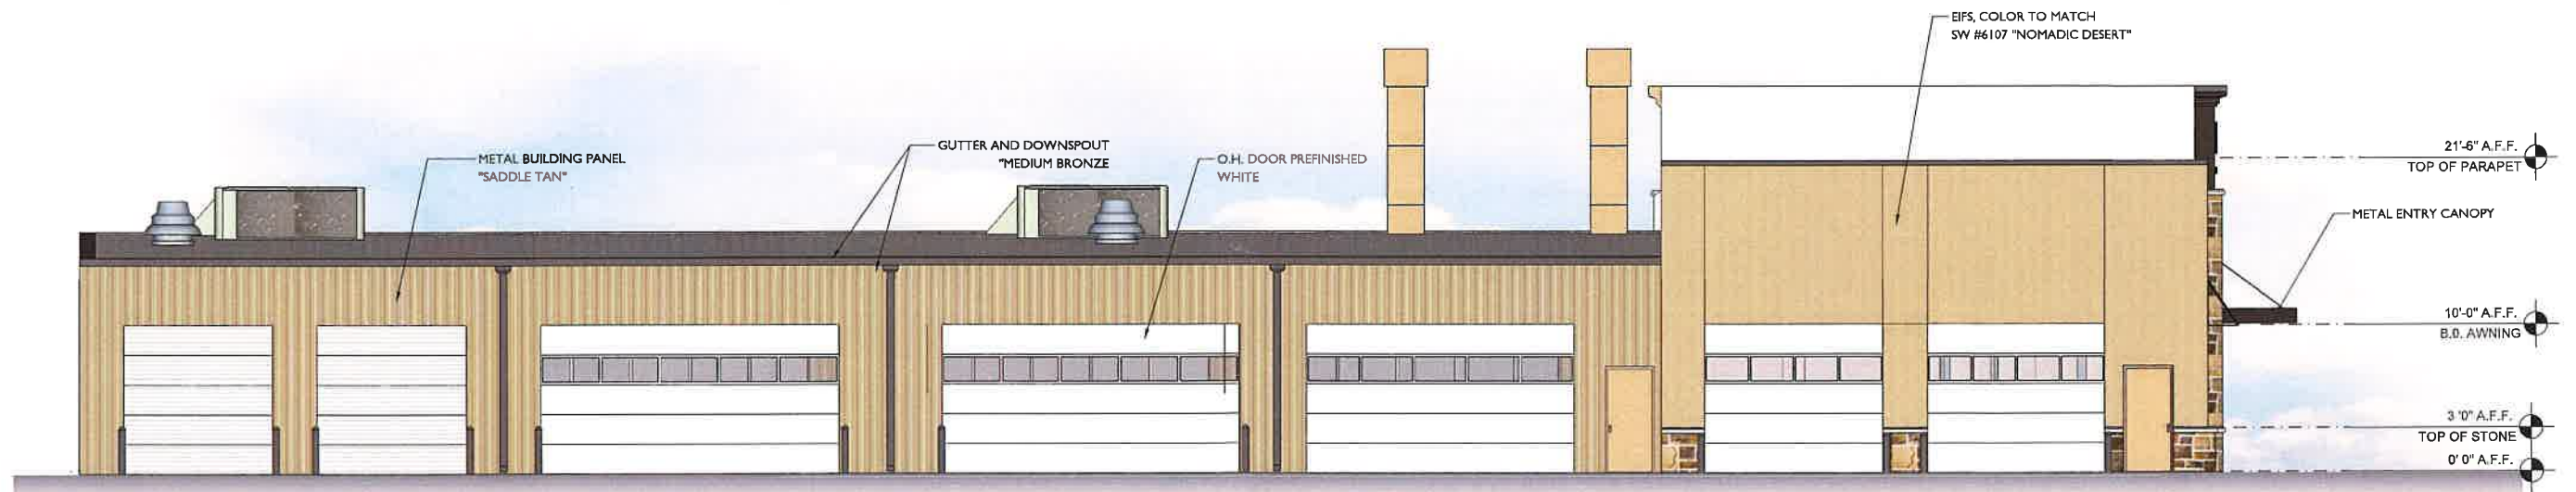 EIFS, COLOR TO MATCH
SW #6107 "NOMADIC DESERT"
GUTTER AND DOWNSPOUT
"MEDIUM BRONZE
METAL BUILDING PANEL
"SADDLE TAN"
O.H. DOOR PREFINISHED
WHITE
21'-6" A.F.F.
TOP OF PARAPET
METAL ENTRY CANOPY
10'-0" A.F.F.
B.O. AWNING
3 '0" A.F.F.
TOP OF STONE
0' 0" A.F.F.